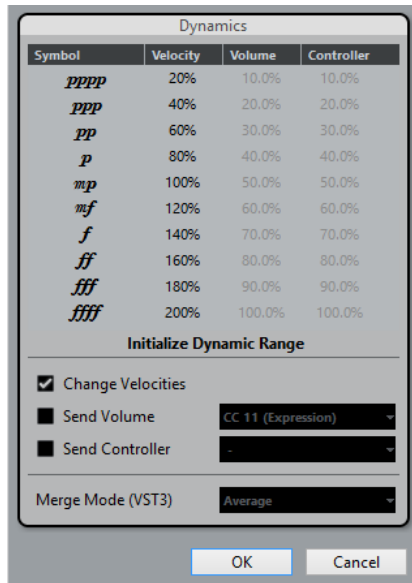 Dynamics
Symbol Velocity Volume Controller
pppp 20% 10.0% 10.0%
ppp 40% 20.0% 20.0%
pp 60% 30.0% 30.0%
p 80% 40.0% 40.0%
mp 100% 50.0% 50.0%
mf 120% 60.0% 60.0%
f 140% 70.0% 70.0%
ff 160% 80.0% 80.0%
fff 180% 90.0% 90.0%
ffff 200% 100.0% 100.0%
Initialize Dynamic Range
Change Velocities
Send Volume CC 11 (Expression)
Send Controller -
Merge Mode (VST3) Average
OK Cancel